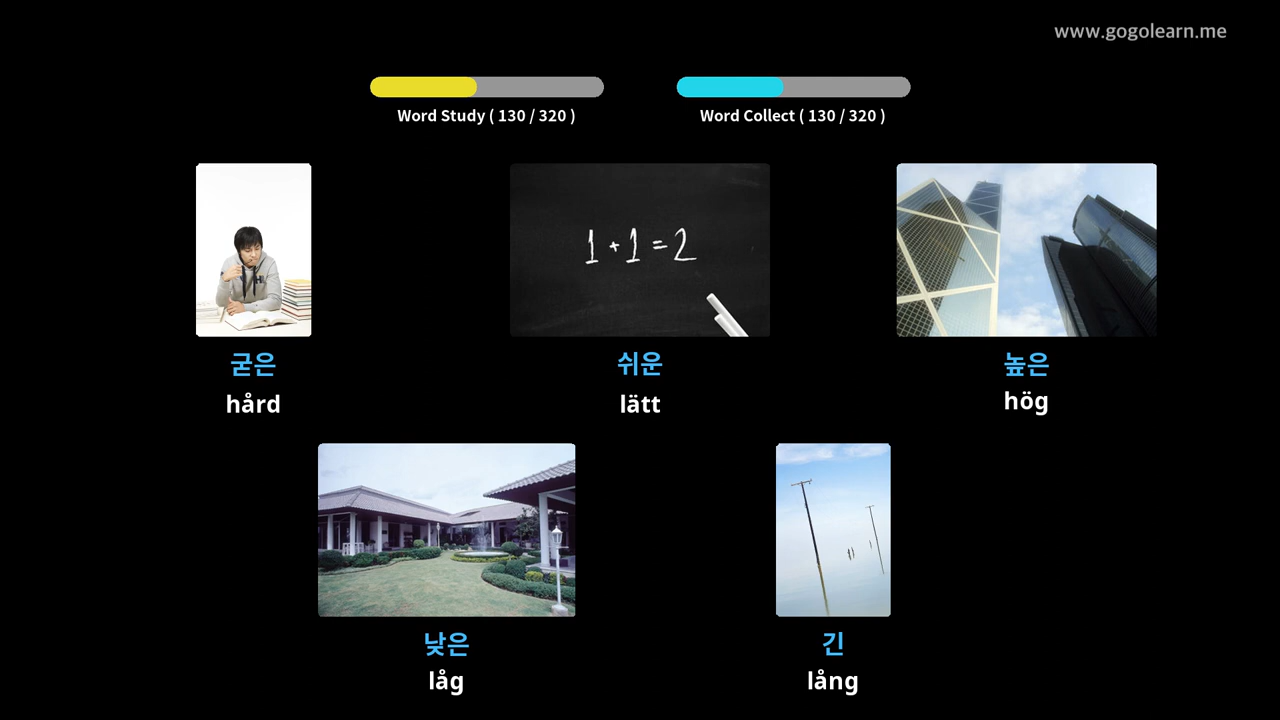 www.gogolearn.me
Word Study ( 130 / 320 )
Word Collect ( 130 / 320 )
1 + 1 = 2
굳은
hård
쉬운
lätt
높은
hög
낮은
låg
긴
lång